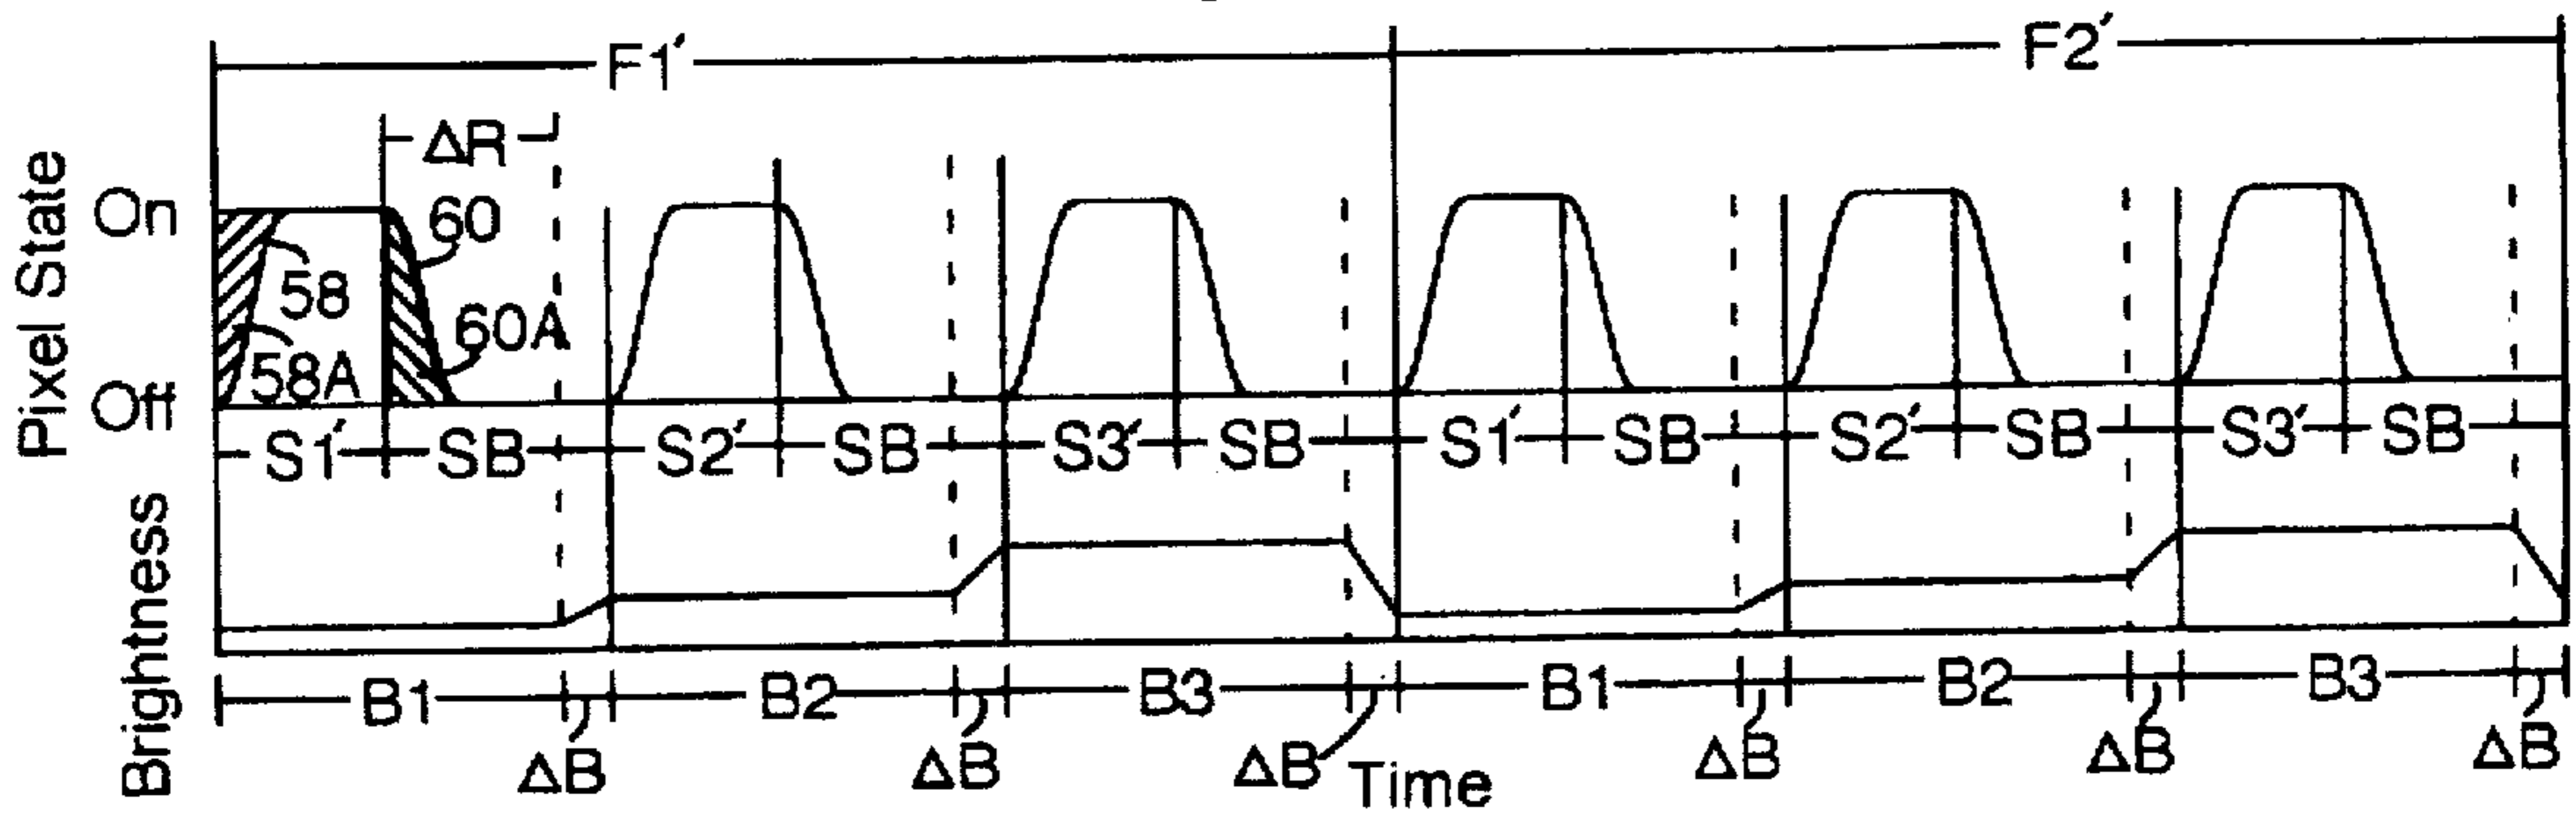 F1′ F2′
ΔR
Pixel State
On
60
58
60A
58A
Off
S1′ SB S2′ SB S3′ SB S1′ SB S2′ SB S3′ SB
Brightness
B1 B2 B3 B1 B2 B3
ΔB ΔB ΔB ΔB ΔB ΔB
Time